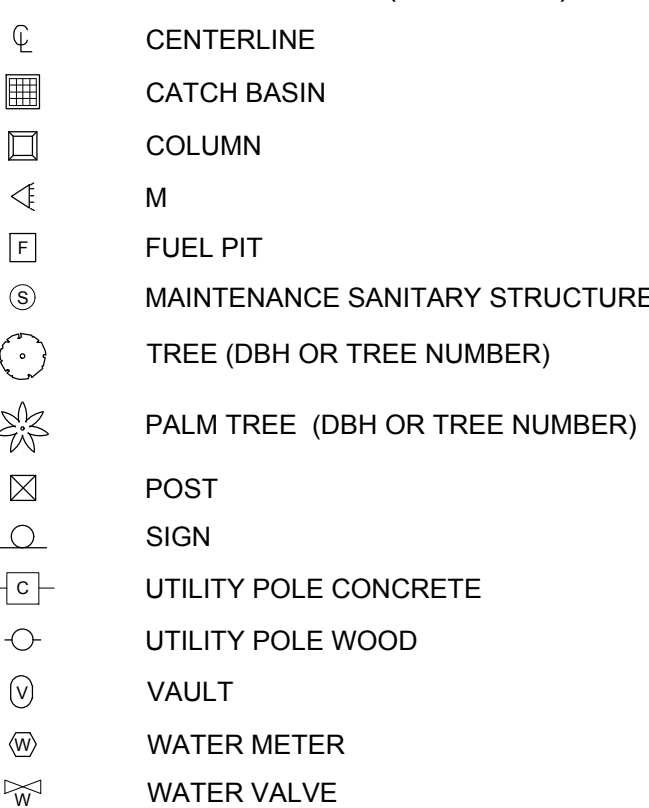 ℄ CENTERLINE
CATCH BASIN
COLUMN
M
F FUEL PIT
S MAINTENANCE SANITARY STRUCTURE
TREE (DBH OR TREE NUMBER)
PALM TREE (DBH OR TREE NUMBER)
POST
SIGN
C UTILITY POLE CONCRETE
UTILITY POLE WOOD
V VAULT
W WATER METER
W WATER VALVE